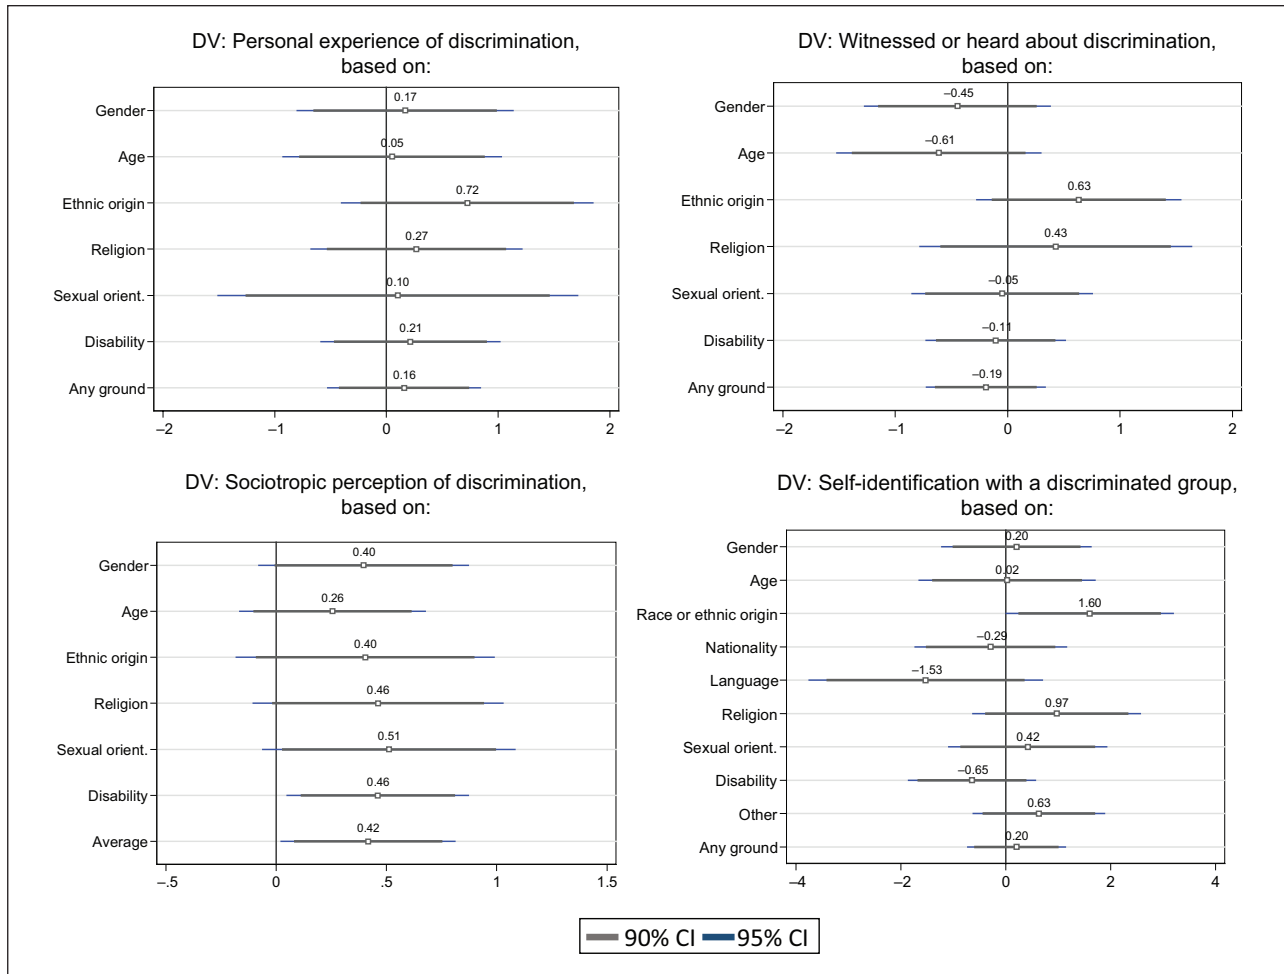 DV: Personal experience of discrimination,
based on:
Gender
0.17
Age
0.05
Ethnic origin
0.72
Religion
0.27
Sexual orient.
0.10
Disability
0.21
Any ground
0.16
–2 –1 0 1 2
DV: Witnessed or heard about discrimination,
based on:
Gender
–0.45
Age
–0.61
Ethnic origin
0.63
Religion
0.43
Sexual orient.
–0.05
Disability
–0.11
Any ground
–0.19
–2 –1 0 1 2
DV: Sociotropic perception of discrimination,
based on:
Gender
0.40
Age
0.26
Ethnic origin
0.40
Religion
0.46
Sexual orient.
0.51
Disability
0.46
Average
0.42
–.5 0 .5 1 1.5
DV: Self-identification with a discriminated group,
based on:
Gender
0.20
Age
0.02
Race or ethnic origin
1.60
Nationality
–0.29
Language
–1.53
Religion
0.97
Sexual orient.
0.42
Disability
–0.65
Other
0.63
Any ground
0.20
–4 –2 0 2 4
90% CI 95% CI